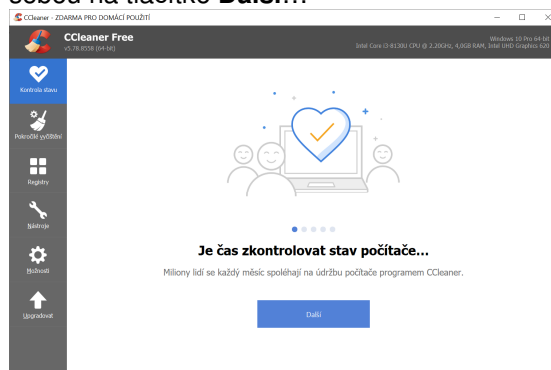 sebou na tlačítko Další…
CCleaner - ZDARMA PRO DOMÁCÍ POUŽITÍ
CCleaner Free
v5.78.8558 (64-bit)
Windows 10 Pro 64-bit
Intel Core i3-8130U CPU @ 2.20GHz, 4,0GB RAM, Intel UHD Graphics 620
Kontrola stavu
Pokročilé vyčištění
Registry
Nástroje
Možnosti
Upgradovat
Je čas zkontrolovat stav počítače...
Miliony lidí se každý měsíc spoléhají na údržbu počítače programem CCleaner.
Další